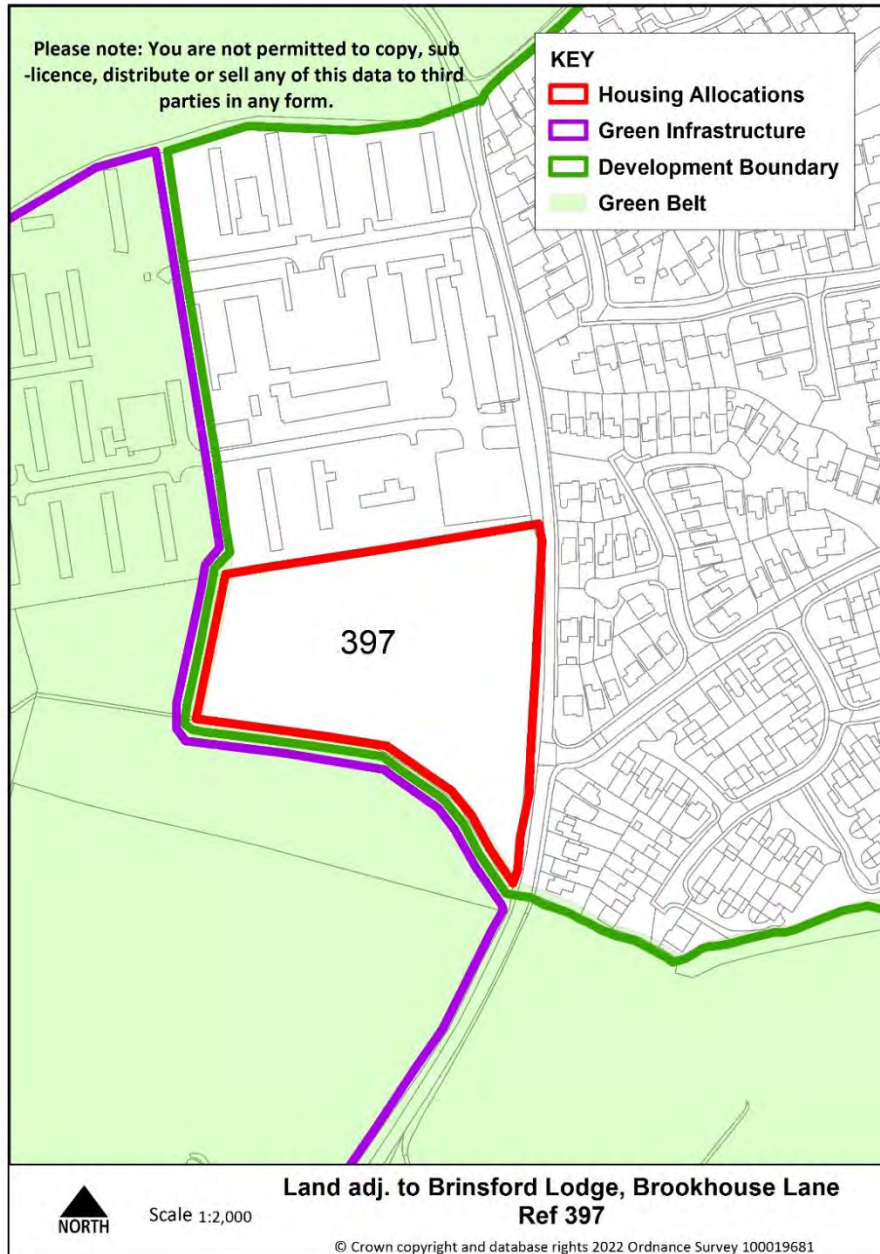 Please note: You are not permitted to copy, sub
-licence, distribute or sell any of this data to third
parties in any form.
KEY
Housing Allocations
Green Infrastructure
Development Boundary
Green Belt
397
NORTH
Scale 1:2,000
Land adj. to Brinsford Lodge, Brookhouse Lane
Ref 397
© Crown copyright and database rights 2022 Ordnance Survey 100019681